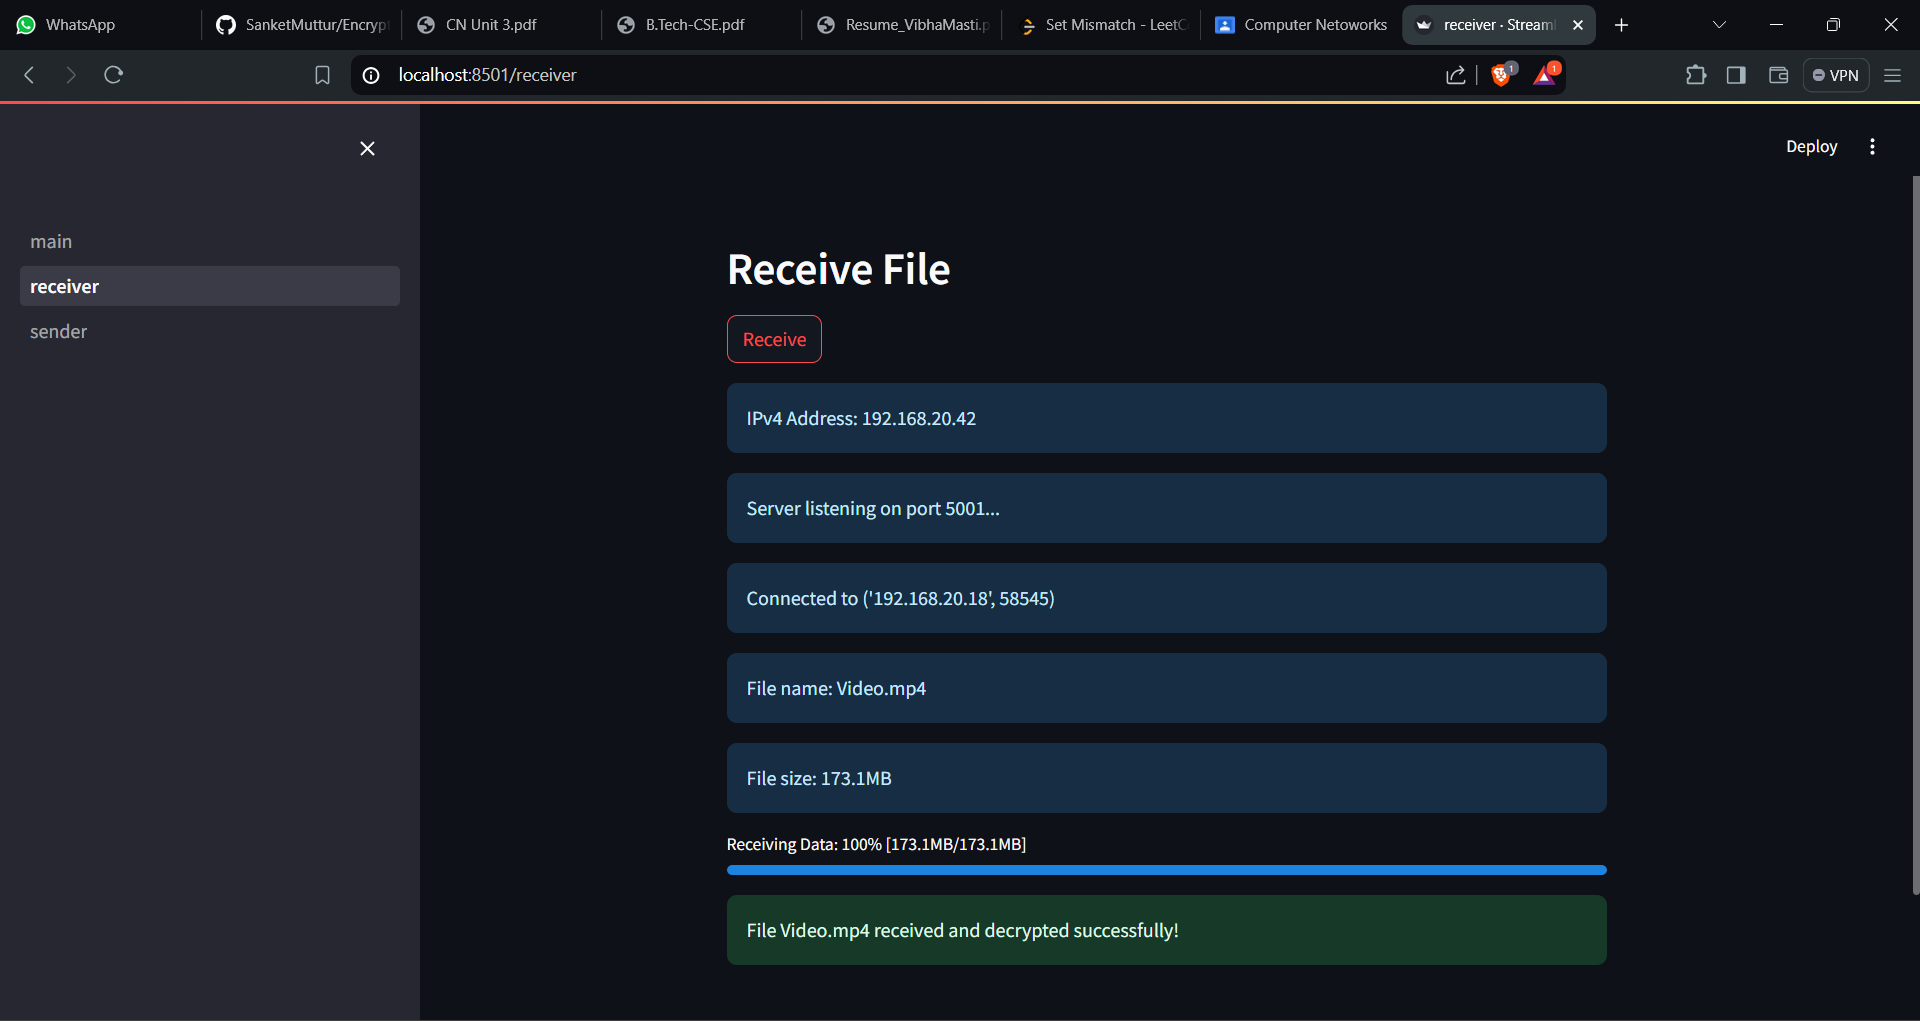 WhatsApp
SanketMuttur/Encrypt
CN Unit 3.pdf
B.Tech-CSE.pdf
Resume_VibhaMasti.p
Set Mismatch - LeetC
Computer Netoworks
receiver · Streaml
localhost:8501/receiver
1
1
VPN
Deploy
main
receiver
sender
Receive File
Receive
IPv4 Address: 192.168.20.42
Server listening on port 5001...
Connected to ('192.168.20.18', 58545)
File name: Video.mp4
File size: 173.1MB
Receiving Data: 100% [173.1MB/173.1MB]
File Video.mp4 received and decrypted successfully!